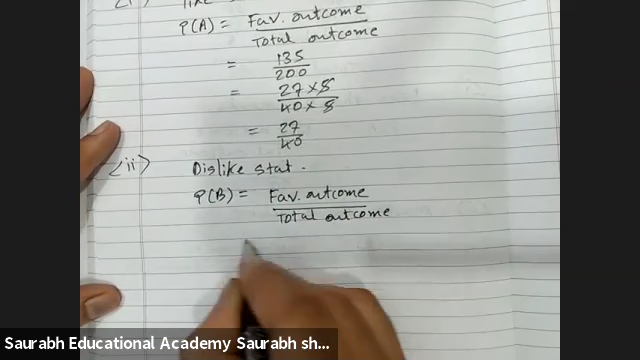 <i> like
P(A) = Fav. outcome
Total outcome
= 135
200
= 27 × 5
40 × 5
= 27
40
<ii> Dislike stat.
P(B) = Fav. outcome
Total outcome
Saurabh Educational Academy Saurabh sh...